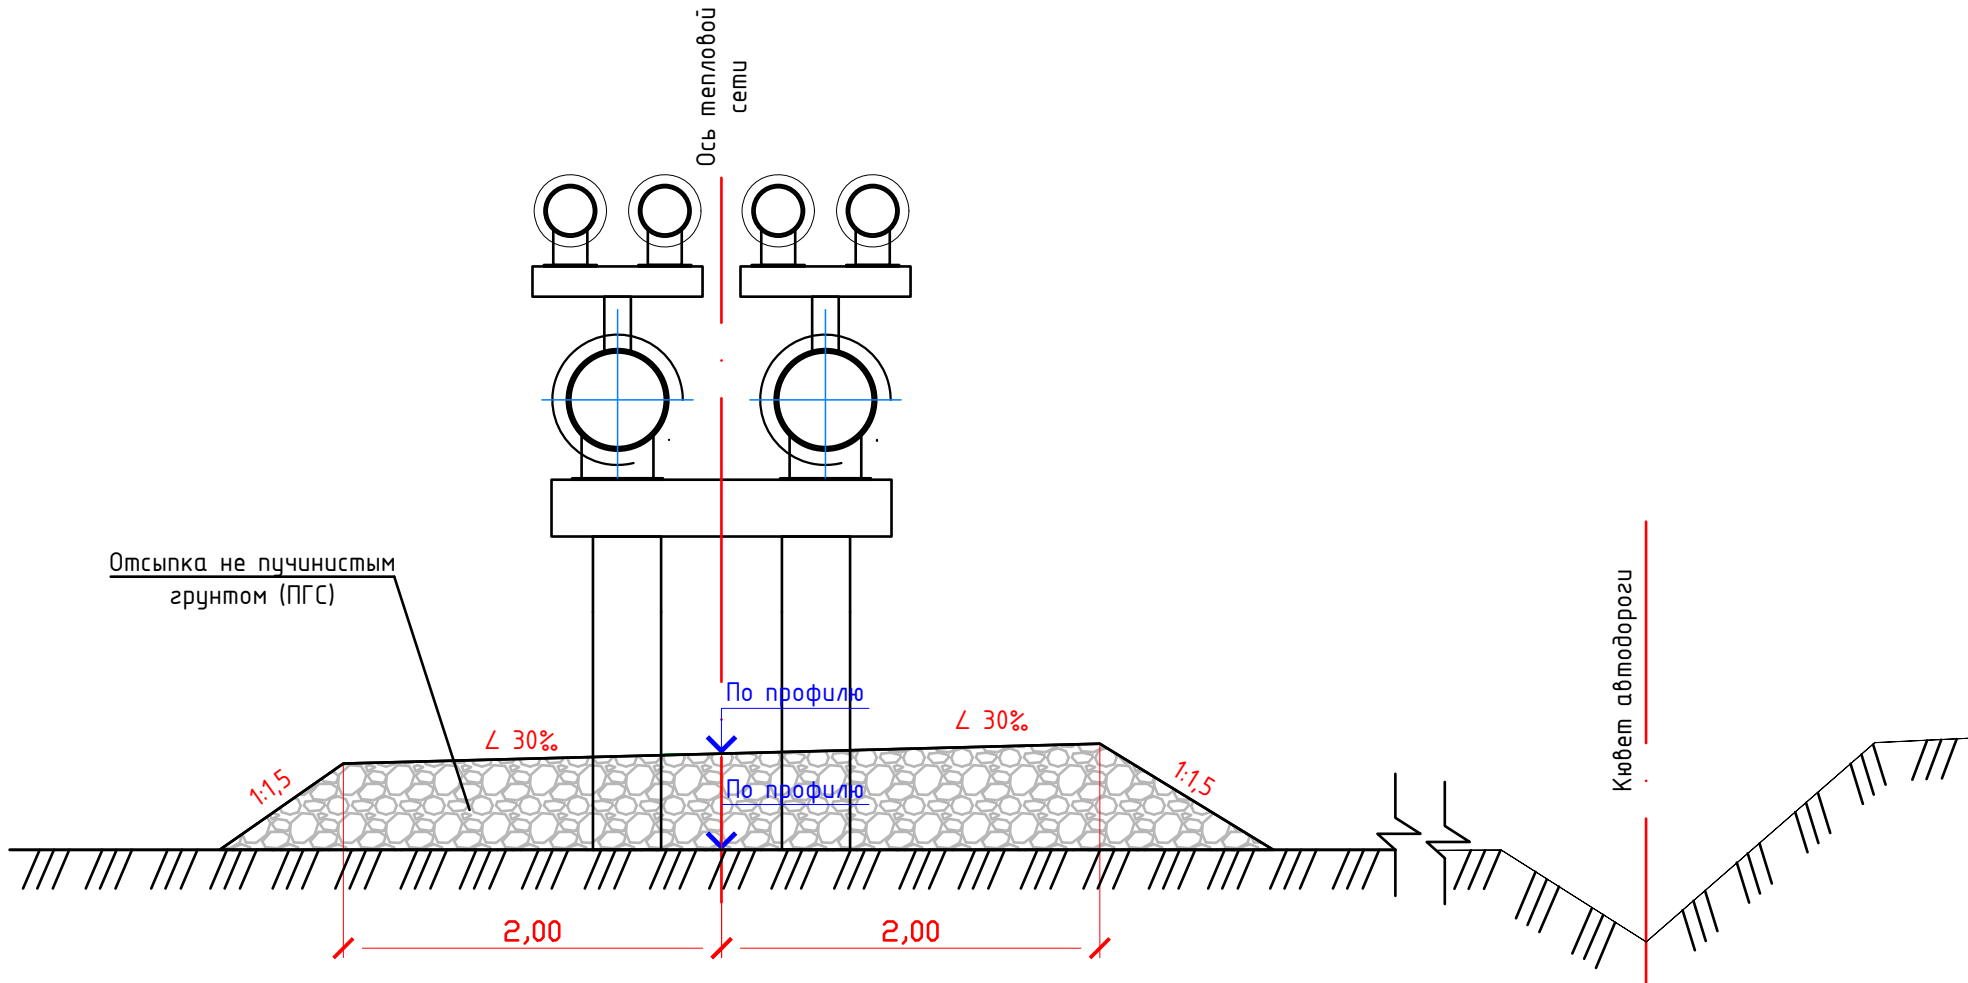 Ось тепловой
сети
Отсыпка не пучинистым
грунтом (ПГС)
Кювет автодороги
По профилю
∠ 30‰
∠ 30‰
1:1,5
1:1,5
По профилю
2,00
2,00